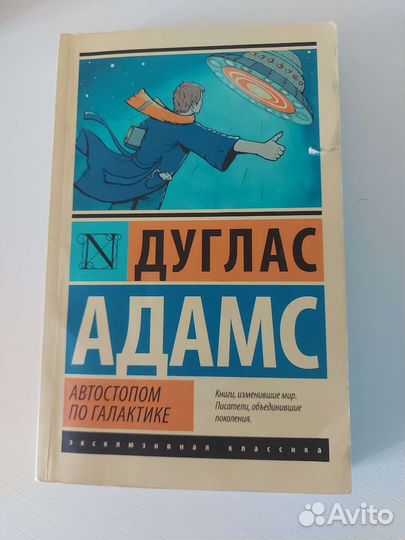 N
ДУГЛАС
АДАМС
АВТОСТОПОМ
ПО ГАЛАКТИКЕ
Книги, изменившие мир.
Писатели, объединившие
поколения.
эксклюзивная классика
Avito